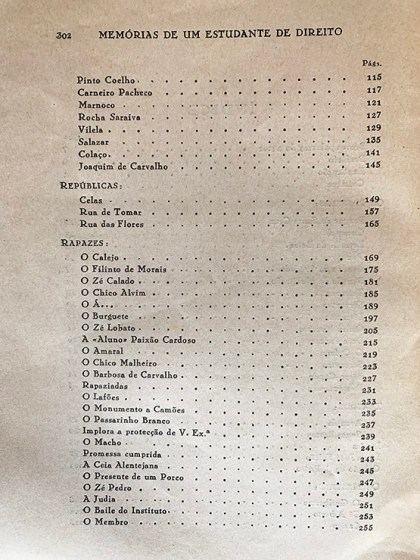 302 MEMÓRIAS DE UM ESTUDANTE DE DIREITO
Págs.
Pinto Coelho . . . . . . . . . . . . 115
Carneiro Pacheco . . . . . . . . . . . . 117
Marnoco . . . . . . . . . . . . 121
Rocha Saraiva . . . . . . . . . . . . 127
Vilela . . . . . . . . . . . . 129
Salazar . . . . . . . . . . . . 135
Colaço . . . . . . . . . . . . 141
Joaquim de Carvalho . . . . . . . . . . . . 145
REPÚBLICAS:
Celas . . . . . . . . . . . . 149
Rua de Tomar . . . . . . . . . . . . 157
Rua das Flores . . . . . . . . . . . . 165
RAPAZES:
O Calejo . . . . . . . . . . . . 169
O Filinto de Morais . . . . . . . . . . . . 175
O Zé Calado . . . . . . . . . . . . 181
O Chico Alvim . . . . . . . . . . . . 185
O Á... . . . . . . . . . . . . 189
O Burguete . . . . . . . . . . . . 197
O Zé Lobato . . . . . . . . . . . . 205
A «Aluno» Paixão Cardoso . . . . . . . . . . . . 215
O Amaral . . . . . . . . . . . . 219
O Chico Malheiro . . . . . . . . . . . . 223
O Barbosa de Carvalho . . . . . . . . . . . . 227
Rapaziadas . . . . . . . . . . . . 231
O Lafões . . . . . . . . . . . . 233
O Monumento a Camões . . . . . . . . . . . . 235
O Passarinho Branco . . . . . . . . . . . . 237
Implora a protecção de V. Ex.ª . . . . . . . . . . . . 239
O Macho . . . . . . . . . . . . 241
Promessa cumprida . . . . . . . . . . . . 243
A Ceia Alentejana . . . . . . . . . . . . 245
O Presente de um Porco . . . . . . . . . . . . 247
O Zé Pedro . . . . . . . . . . . . 249
A Judia . . . . . . . . . . . . 251
O Baile do Instituto . . . . . . . . . . . . 253
O Membro . . . . . . . . . . . . 255